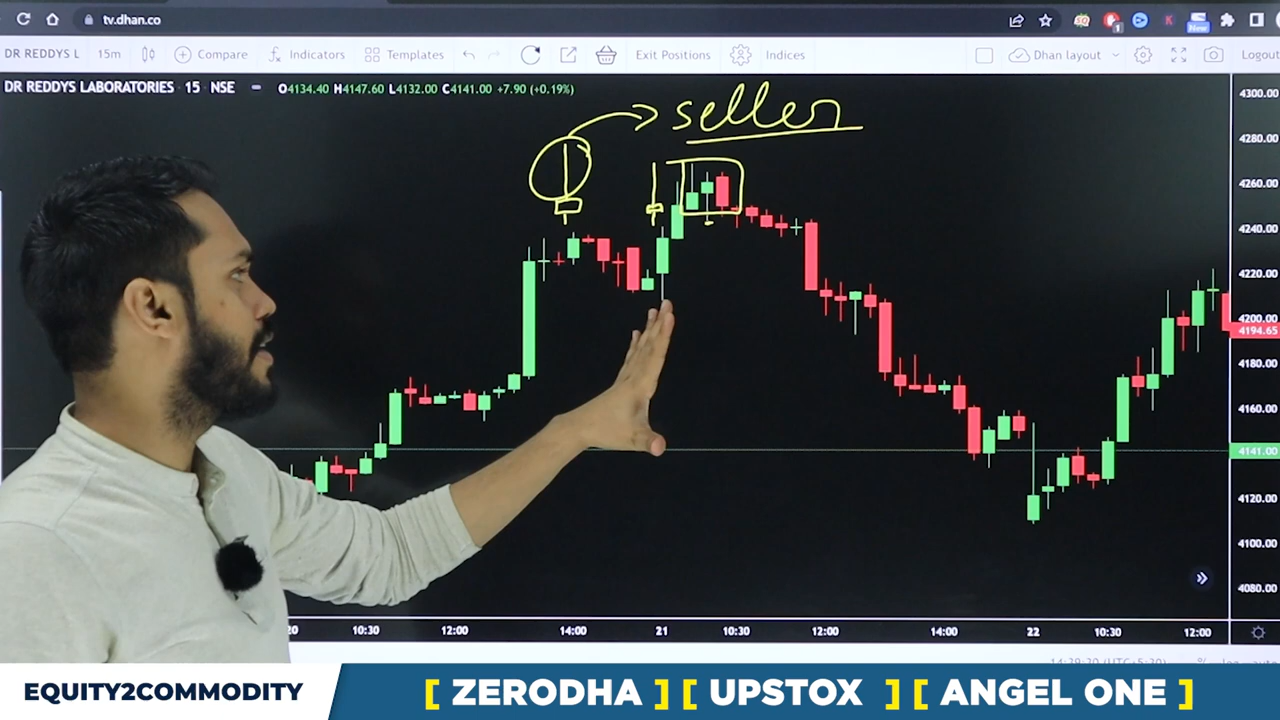 tv.dhan.co
New
1
DR REDDYS L 15m Compare Indicators Templates Exit Positions Indices Dhan layout Logout
DR REDDYS LABORATORIES · 15 · NSE O4134.40 H4147.60 L4132.00 C4141.00 +7.90 (+0.19%)
seller
4300.00
4280.00
4260.00
4240.00
4220.00
4200.00
4194.65
4180.00
4160.00
4141.00
4120.00
4100.00
4080.00
20 10:30 12:00 14:00 21 10:30 12:00 14:00 22 10:30 12:00
EQUITY2COMMODITY [ ZERODHA ] [ UPSTOX ] [ ANGEL ONE ]